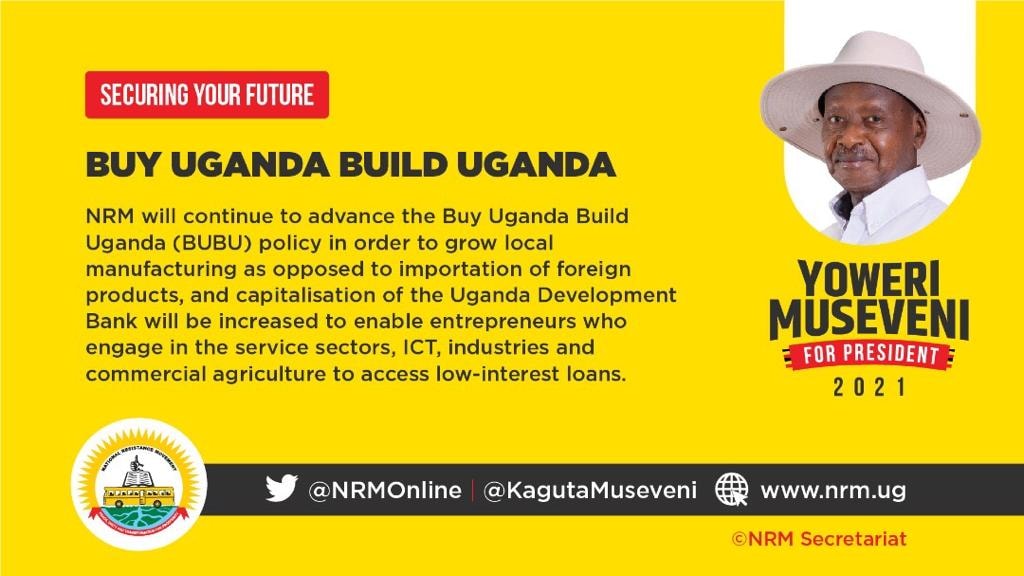 SECURING YOUR FUTURE
BUY UGANDA BUILD UGANDA
NRM will continue to advance the Buy Uganda Build
Uganda (BUBU) policy in order to grow local
manufacturing as opposed to importation of foreign
products, and capitalisation of the Uganda Development
Bank will be increased to enable entrepreneurs who
engage in the service sectors, ICT, industries and
commercial agriculture to access low-interest loans.
YOWERI
MUSEVENI
FOR PRESIDENT
2021
NATIONAL RESISTANCE MOVEMENT
@NRMOnline | @KagutaMuseveni
www.nrm.ug
©NRM Secretariat